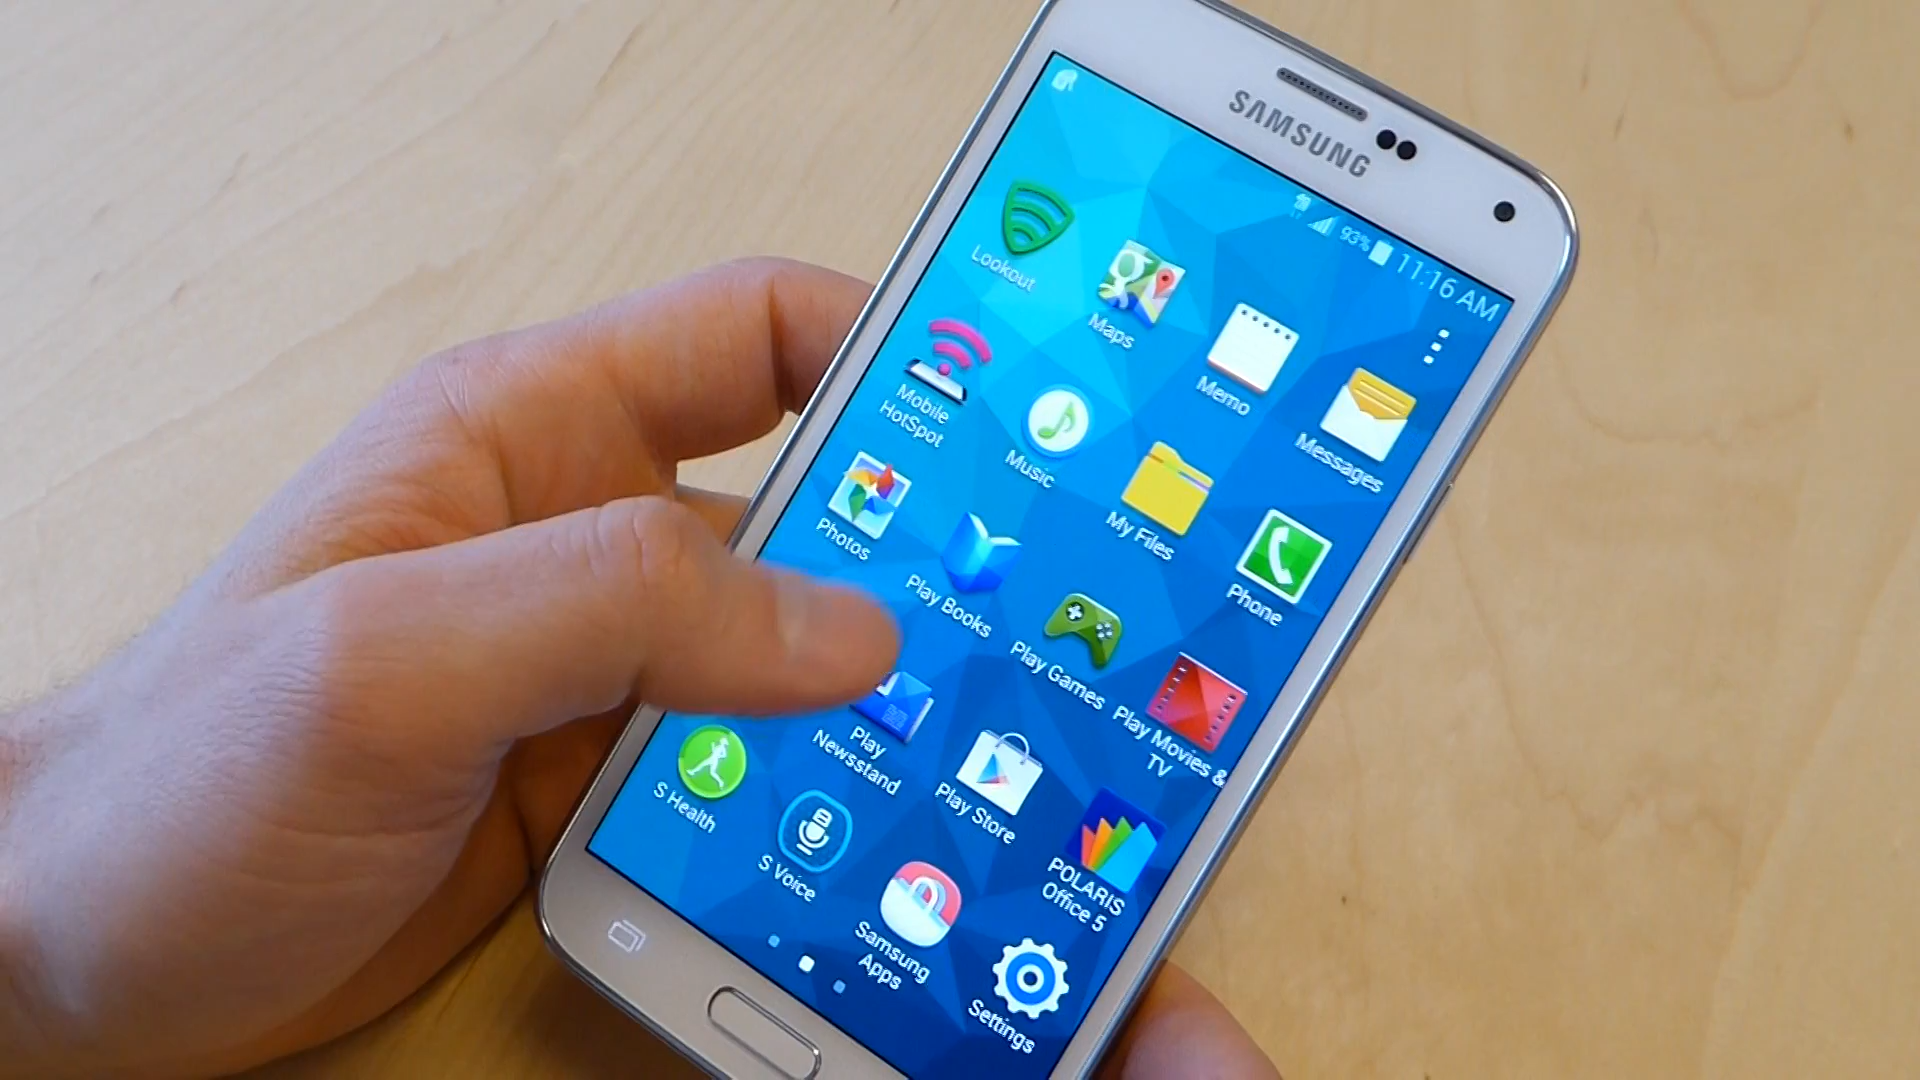 SAMSUNG
93% 11:16 AM
Lookout
Maps
Memo
Messages
Mobile
HotSpot
Music
My Files
Phone
Photos
Play Books
Play Games
Play Movies &
TV
Play
Newsstand
Play Store
POLARIS
Office 5
S Health
S Voice
Samsung
Apps
Settings